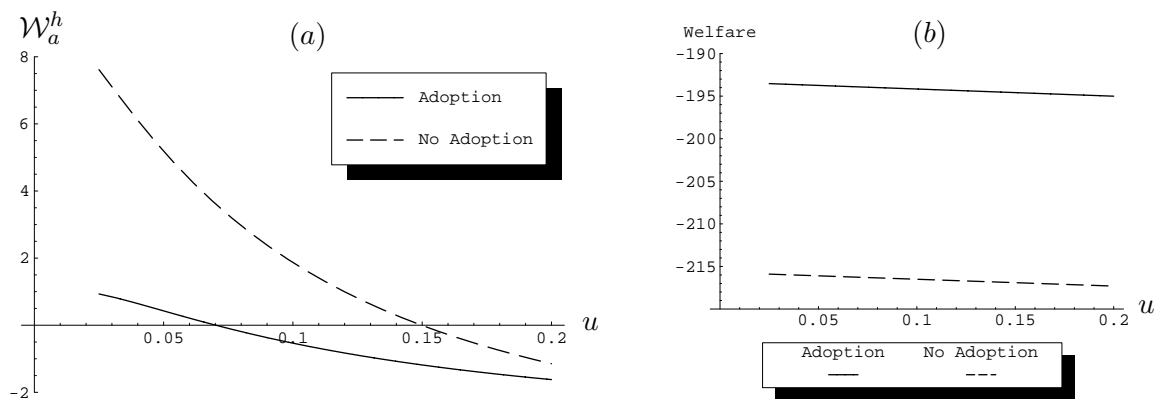 𝒲ₐʰ
(a)
8
6
4
2
-2
0.05
0.1
0.15
0.2
u
Adoption
No Adoption
Welfare
(b)
-190
-195
-200
-205
-210
-215
0.05
0.1
0.15
0.2
u
Adoption
No Adoption